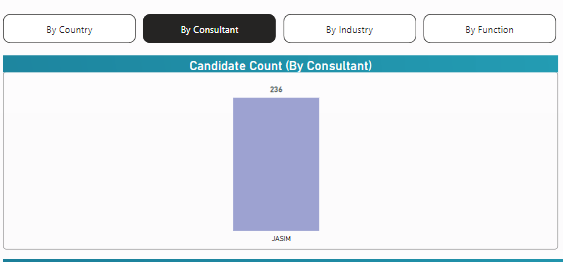 By Country By Consultant By Industry By Function
Candidate Count (By Consultant)
236
JASIM